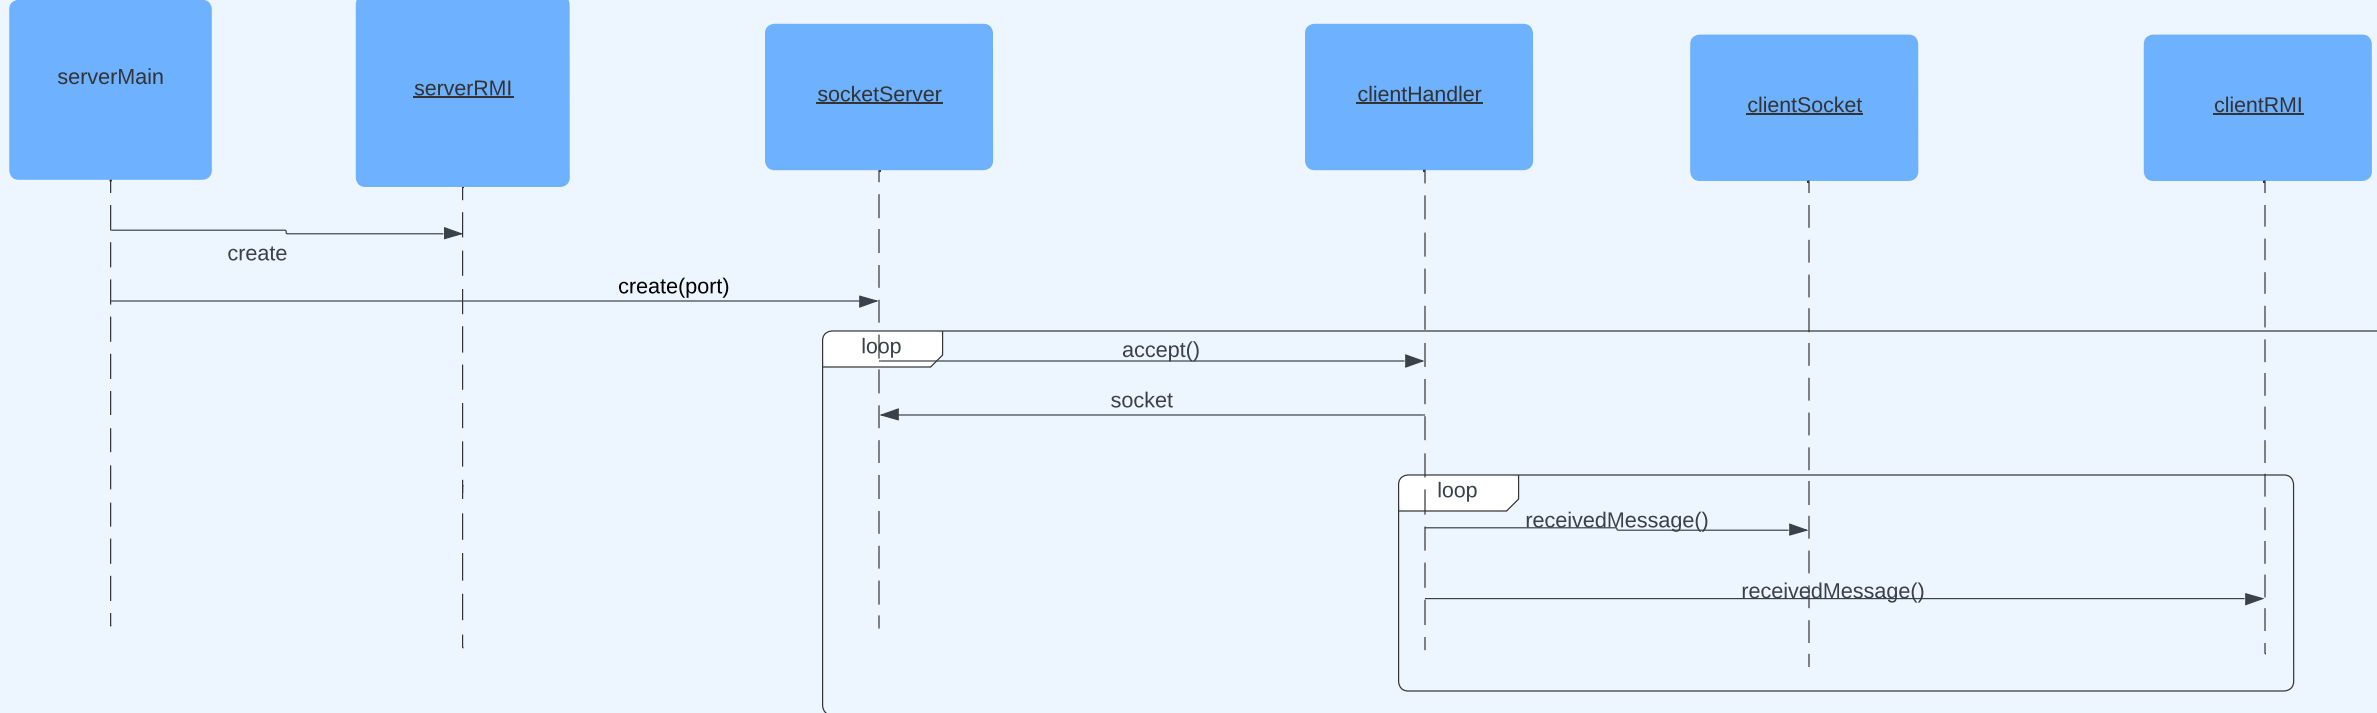 serverMain
serverRMI
socketServer
clientHandler
clientSocket
clientRMI
create
create(port)
loop
accept()
socket
loop
receivedMessage()
receivedMessage()